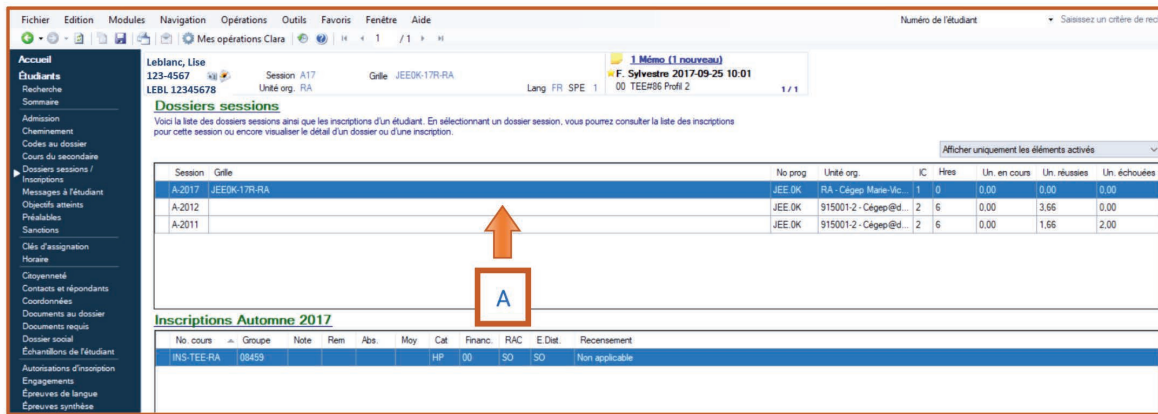 Fichier Edition Modules Navigation Opérations Outils Favoris Fenêtre Aide Numéro de l'étudiant Saisissez un critère de rec
Mes opérations Clara 1 / 1
Accueil
Étudiants
Recherche
Sommaire
Admission
Cheminement
Codes au dossier
Cours du secondaire
Dossiers sessions /
Inscriptions
Messages à l'étudiant
Objectifs atteints
Préalables
Sanctions
Clés d'assignation
Horaire
Citoyenneté
Contacts et répondants
Coordonnées
Documents au dossier
Documents requis
Dossier social
Échantillons de l'étudiant
Autorisations d'inscription
Engagements
Épreuves de langue
Épreuves synthèse
Leblanc, Lise
123-4567 Session A17 Grille JEE0K-17R-RA
LEBL 12345678 Unité org. RA Lang FR SPE 1
1 Mémo (1 nouveau)
F. Sylvestre 2017-09-25 10:01
00 TEE#86 Profil 2 1 / 1
Dossiers sessions
Voici la liste des dossiers sessions ainsi que les inscriptions d'un étudiant. En sélectionnant un dossier session, vous pourrez consulter la liste des inscriptions
pour cette session ou encore visualiser le détail d'un dossier ou d'une inscription.
Afficher uniquement les éléments activés
Session Grille No prog Unité org. IC Hres Un. en cours Un. réussies Un. échouées
A-2017 JEE0K-17R-RA JEE.0K RA - Cégep Marie-Vic... 1 0 0,00 0,00 0,00
A-2012 JEE.0K 915001-2 - Cégep@d... 2 6 0,00 3,66 0,00
A-2011 JEE.0K 915001-2 - Cégep@d... 2 6 0,00 1,66 2,00
A
Inscriptions Automne 2017
No. cours Groupe Note Rem Abs. Moy Cat Financ. RAC E.Dist. Recensement
INS-TEE-RA 08459 HP 00 SO SO Non applicable